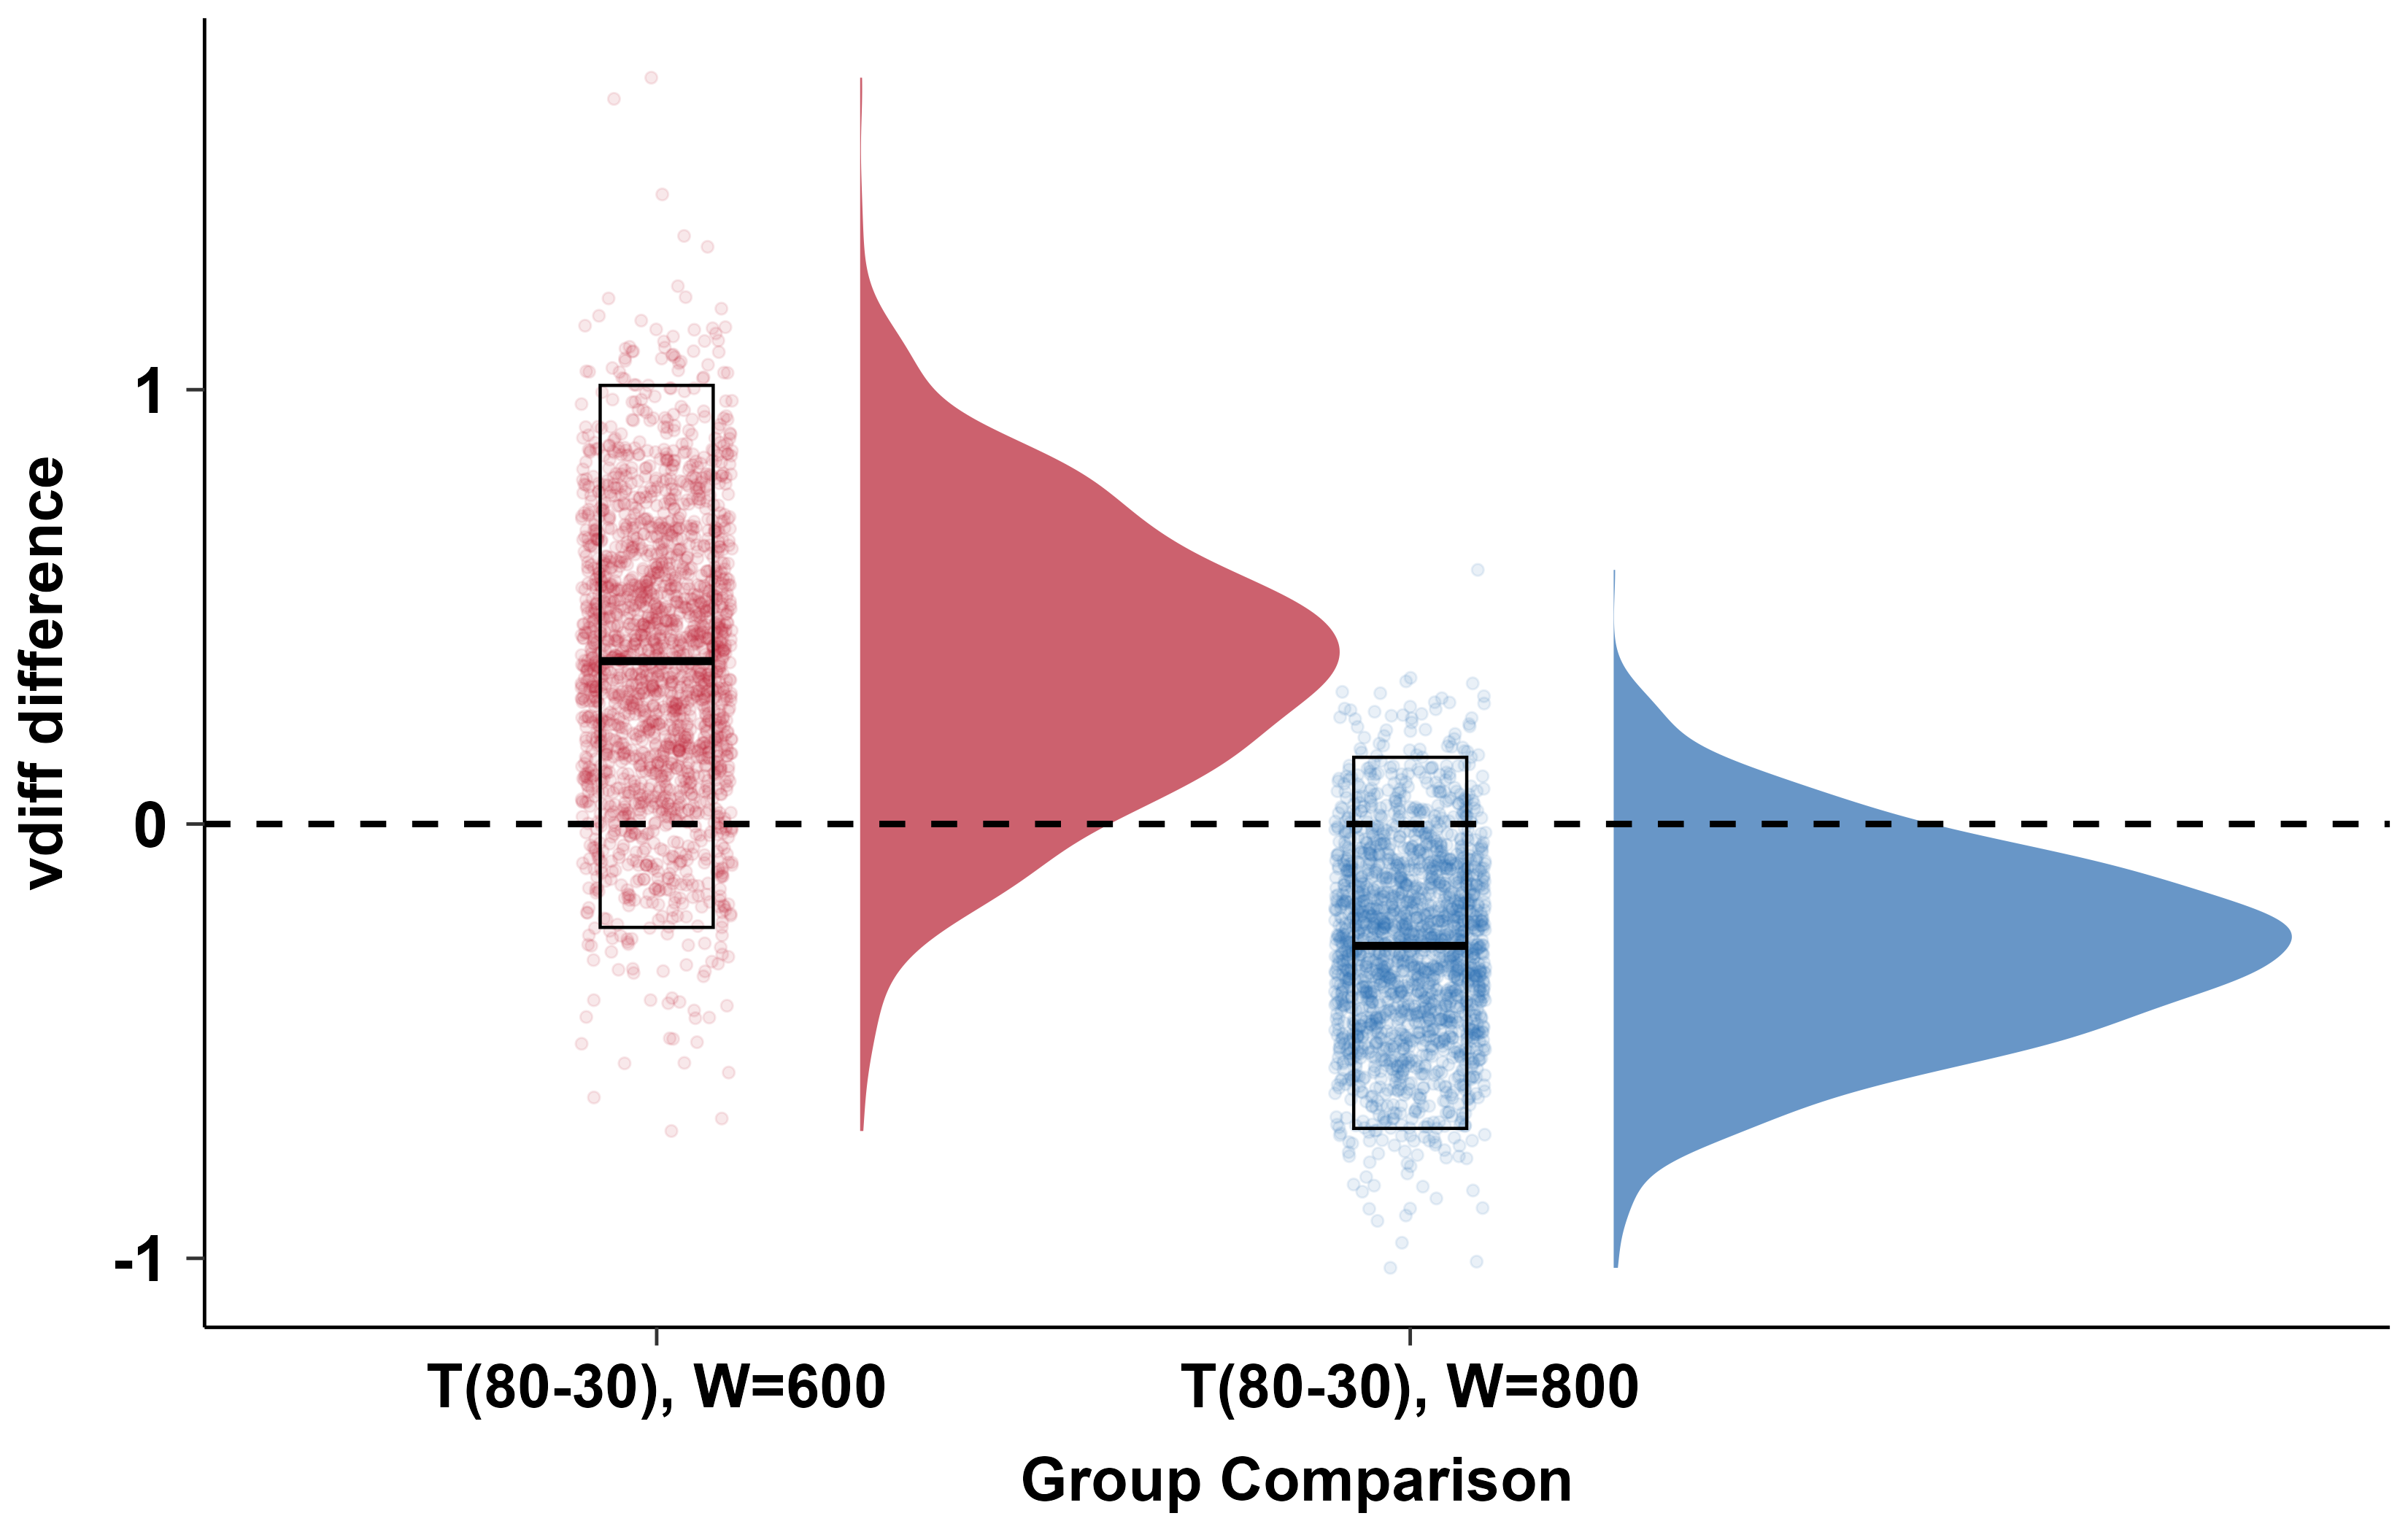 vdiff difference
1
0
-1
T(80-30), W=600
T(80-30), W=800
Group Comparison